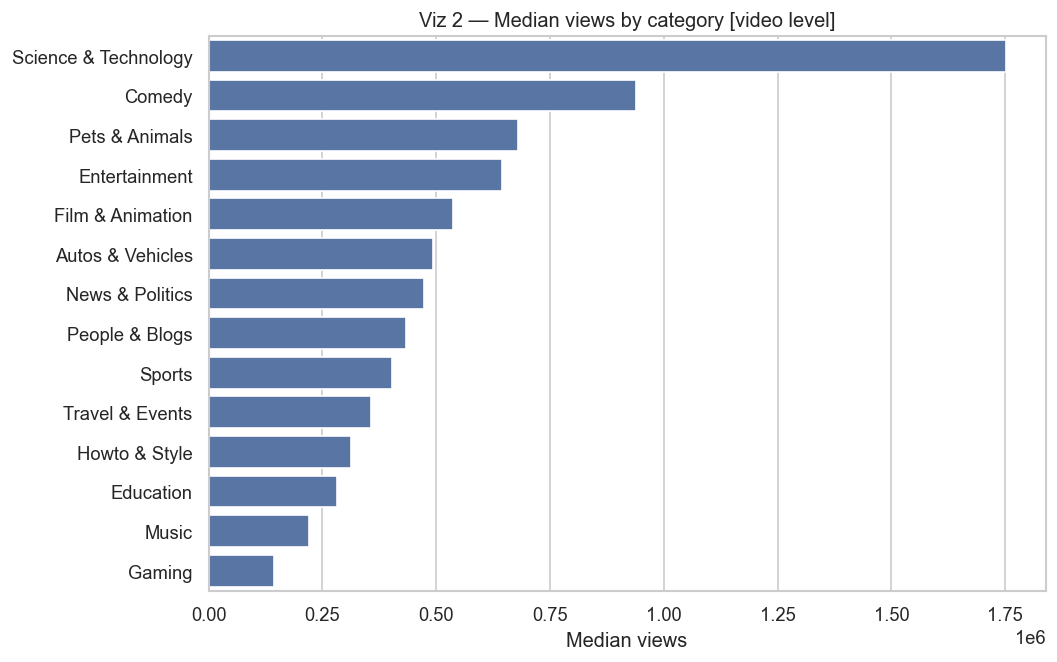 Viz 2 — Median views by category [video level]
Science & Technology
Comedy
Pets & Animals
Entertainment
Film & Animation
Autos & Vehicles
News & Politics
People & Blogs
Sports
Travel & Events
Howto & Style
Education
Music
Gaming
0.00 0.25 0.50 0.75 1.00 1.25 1.50 1.75
1e6
Median views